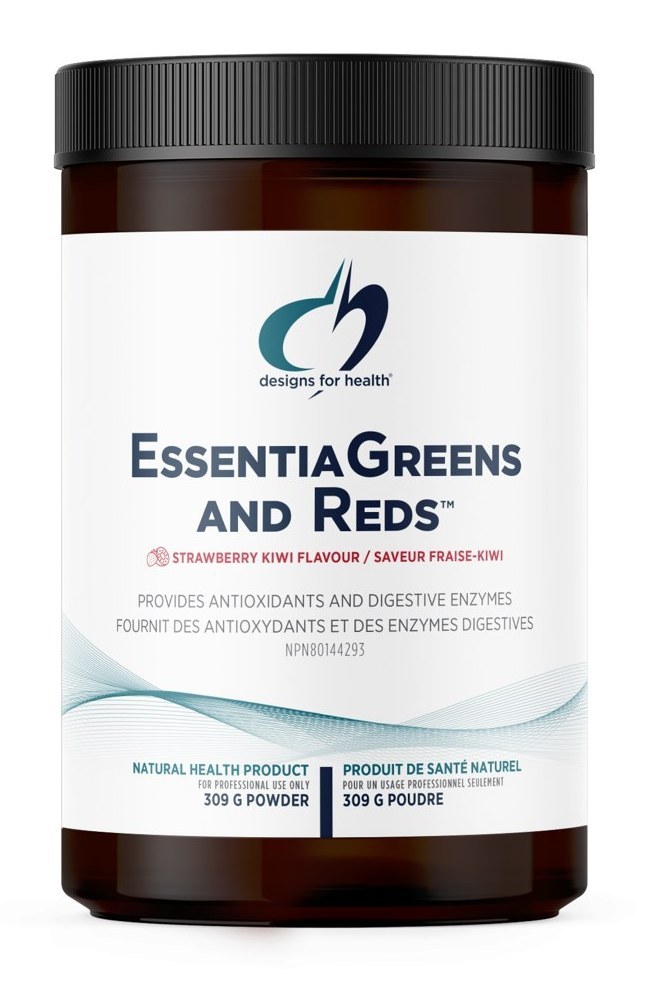 designs for health®
ESSENTIAGREENS
AND REDS™
STRAWBERRY KIWI FLAVOUR / SAVEUR FRAISE-KIWI
PROVIDES ANTIOXIDANTS AND DIGESTIVE ENZYMES
FOURNIT DES ANTIOXYDANTS ET DES ENZYMES DIGESTIVES
NPN80144293
NATURAL HEALTH PRODUCT
FOR PROFESSIONAL USE ONLY
309 G POWDER
PRODUIT DE SANTÉ NATUREL
POUR UN USAGE PROFESSIONNEL SEULEMENT
309 G POUDRE